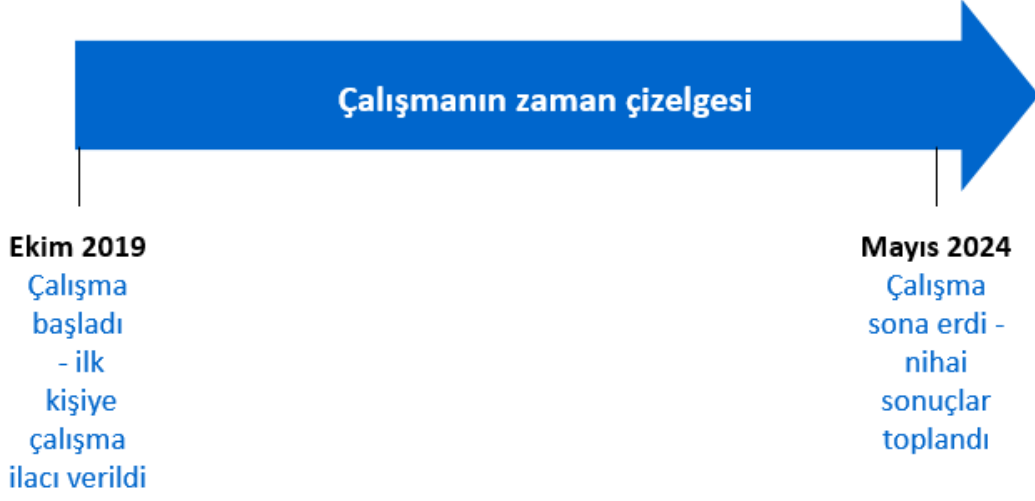 Çalışmanın zaman çizelgesi
Ekim 2019
Çalışma
başladı
- ilk
kişiye
çalışma
ilacı verildi
Mayıs 2024
Çalışma
sona erdi -
nihai
sonuçlar
toplandı